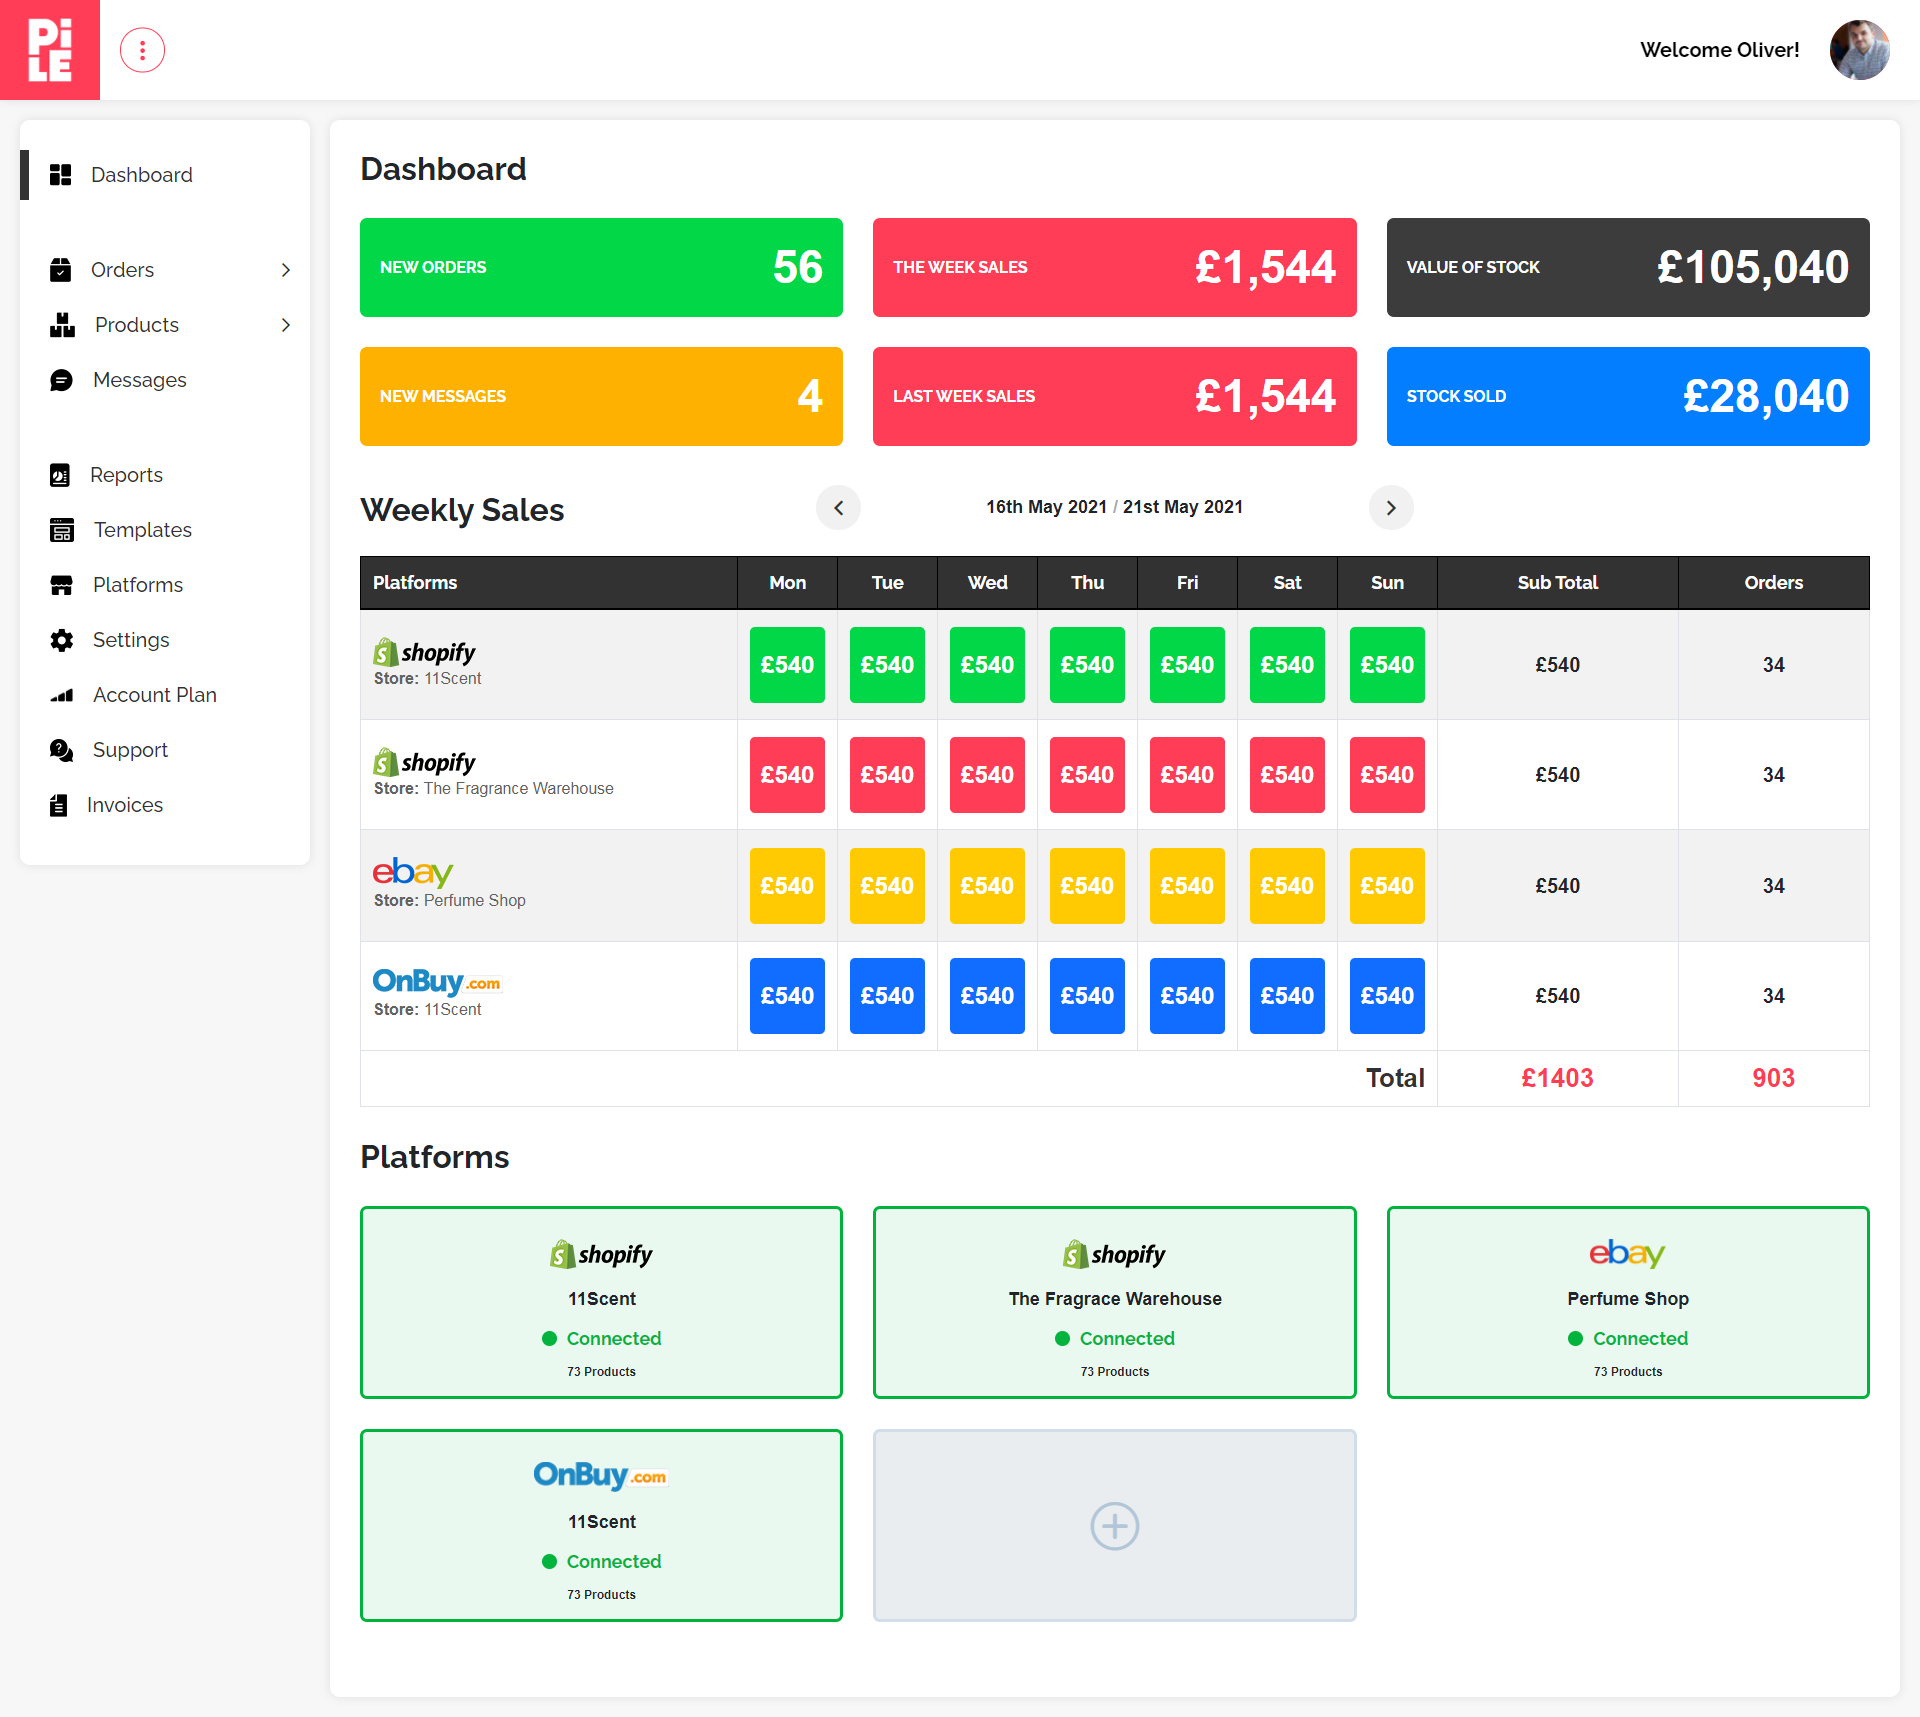 PiLE
Welcome Oliver!
Dashboard
Orders
Products
Messages
Reports
Templates
Platforms
Settings
Account Plan
Support
Invoices
Dashboard
NEW ORDERS 56
THE WEEK SALES £1,544
VALUE OF STOCK £105,040
NEW MESSAGES 4
LAST WEEK SALES £1,544
STOCK SOLD £28,040
Weekly Sales
16th May 2021 / 21st May 2021
Platforms Mon Tue Wed Thu Fri Sat Sun Sub Total Orders
shopify
Store: 11Scent
£540 £540 £540 £540 £540 £540 £540 £540 34
shopify
Store: The Fragrance Warehouse
£540 £540 £540 £540 £540 £540 £540 £540 34
ebay
Store: Perfume Shop
£540 £540 £540 £540 £540 £540 £540 £540 34
OnBuy.com
Store: 11Scent
£540 £540 £540 £540 £540 £540 £540 £540 34
Total £1403 903
Platforms
shopify
11Scent
Connected
73 Products
shopify
The Fragrace Warehouse
Connected
73 Products
ebay
Perfume Shop
Connected
73 Products
OnBuy.com
11Scent
Connected
73 Products